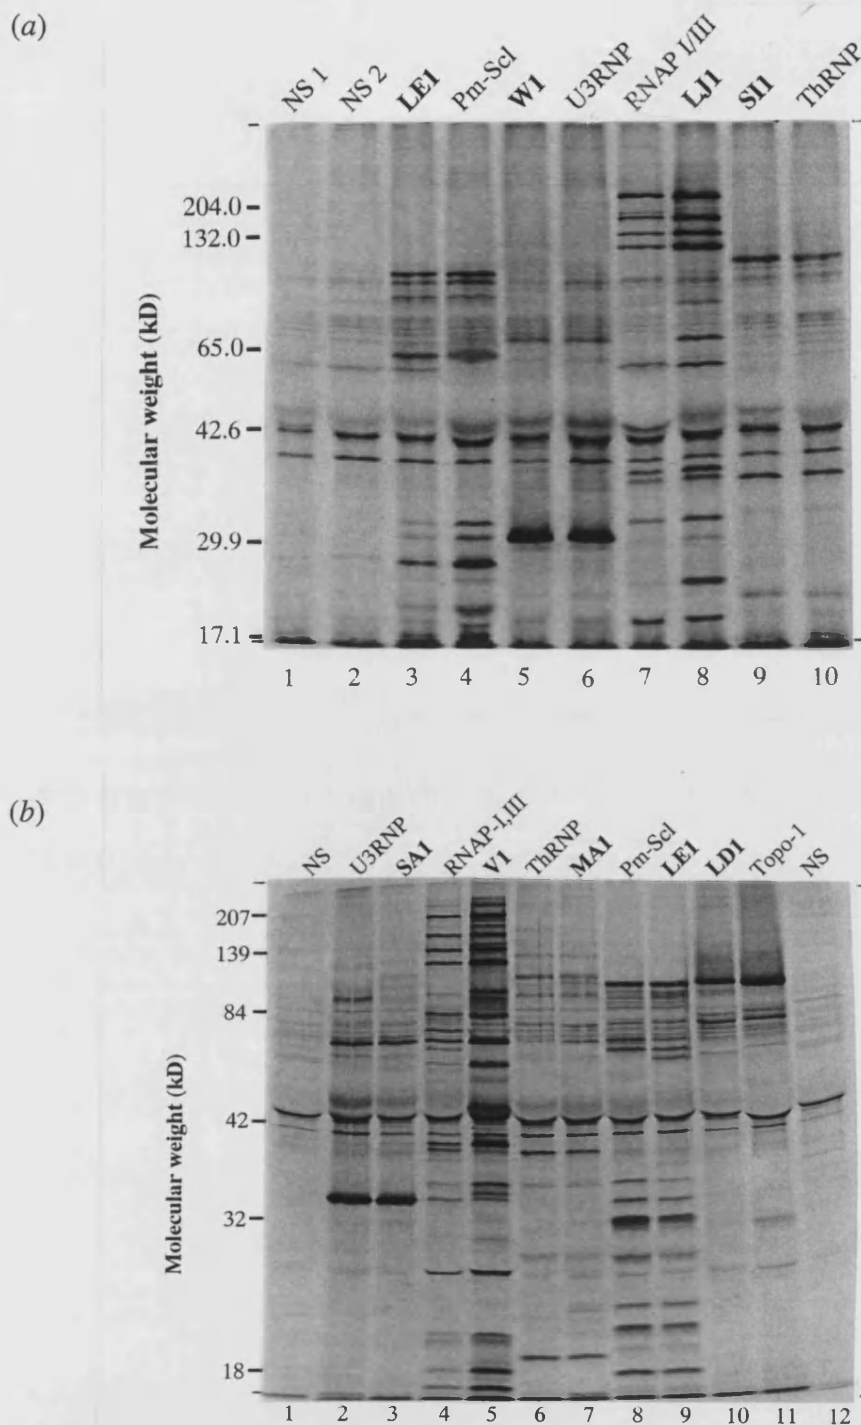 (a)
NS 1 NS 2 LE1 Pm-Scl W1 U3RNP RNAP I/III LJ1 SI1 ThRNP
204.0
132.0
65.0
42.6
29.9
17.1
Molecular weight (kD)
1 2 3 4 5 6 7 8 9 10
(b)
NS U3RNP SA1 RNAP-I,III V1 ThRNP MA1 Pm-Scl LE1 LD1 Topo-1 NS
207
139
84
42
32
18
Molecular weight (kD)
1 2 3 4 5 6 7 8 9 10 11 12